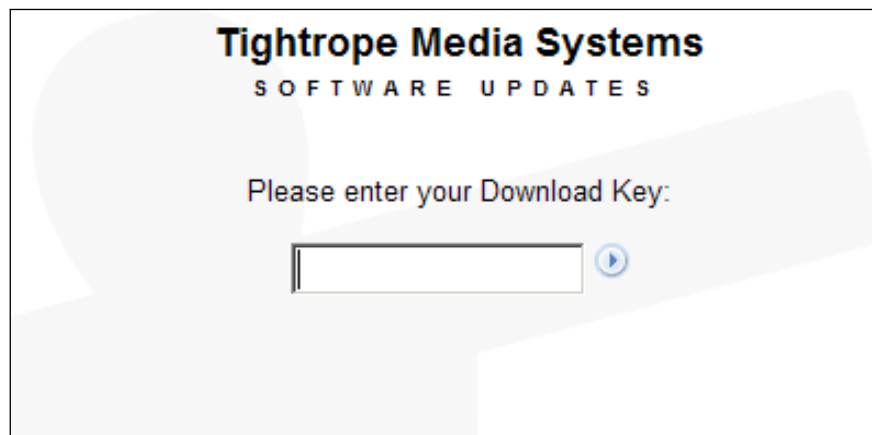 Tightrope Media Systems
SOFTWARE UPDATES
Please enter your Download Key: